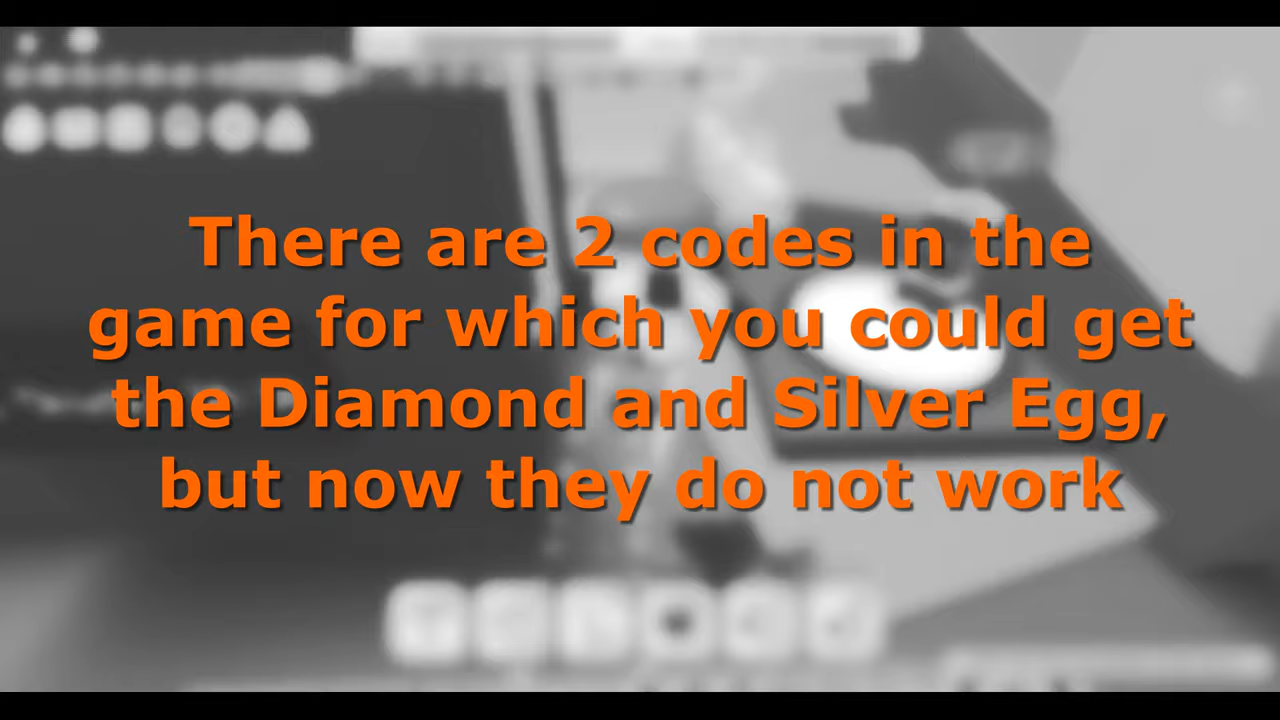 There are 2 codes in the
game for which you could get
the Diamond and Silver Egg,
but now they do not work